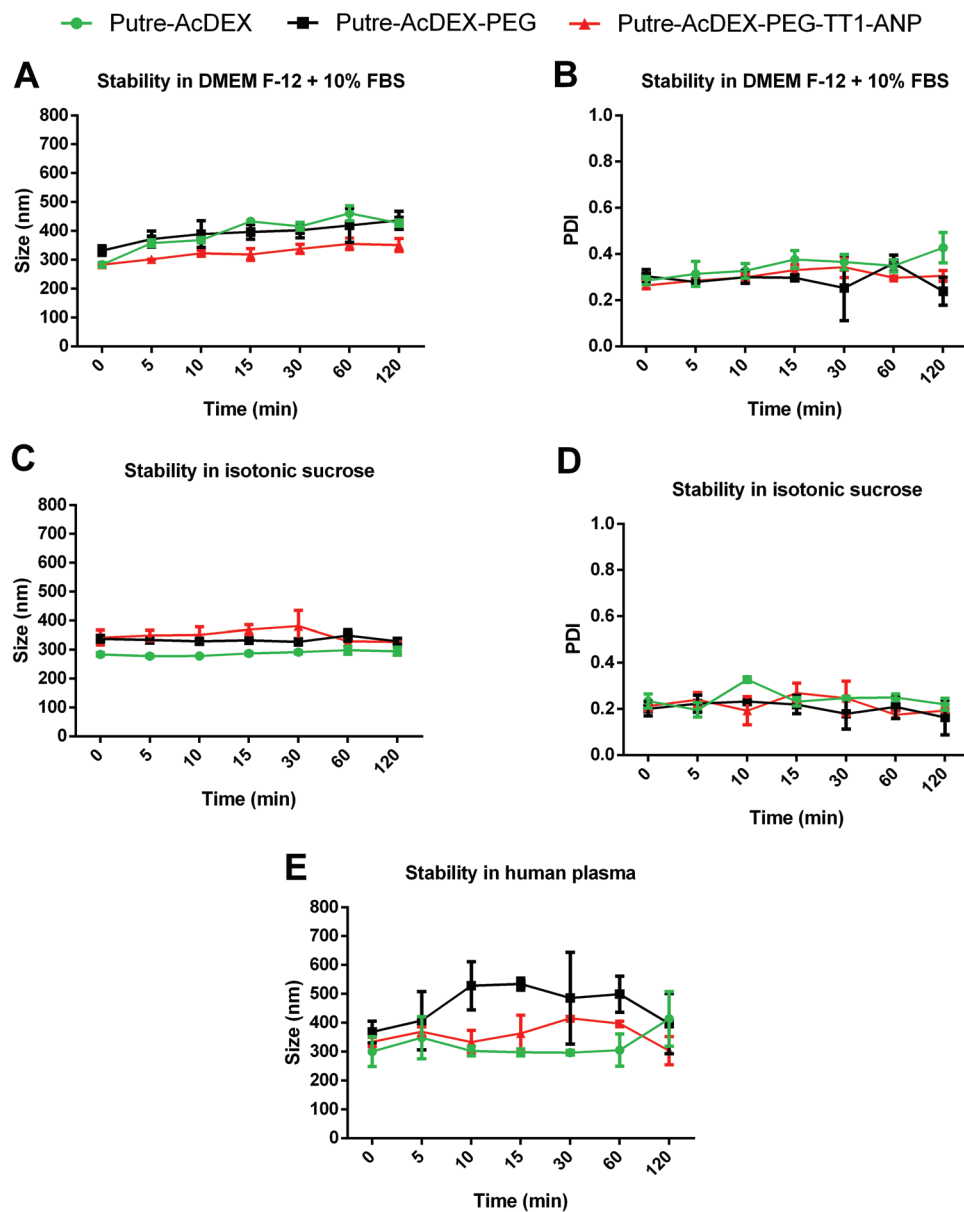 Putre-AcDEX Putre-AcDEX-PEG Putre-AcDEX-PEG-TT1-ANP
A
Stability in DMEM F-12 + 10% FBS
800
700
600
500
400
300
200
100
0
Size (nm)
0 5 10 15 30 60 120
Time (min)
B
Stability in DMEM F-12 + 10% FBS
1.0
0.8
0.6
0.4
0.2
0.0
PDI
0 5 10 15 30 60 120
Time (min)
C
Stability in isotonic sucrose
800
700
600
500
400
300
200
100
0
Size (nm)
0 5 10 15 30 60 120
Time (min)
D
Stability in isotonic sucrose
1.0
0.8
0.6
0.4
0.2
0.0
PDI
0 5 10 15 30 60 120
Time (min)
E
Stability in human plasma
800
700
600
500
400
300
200
100
0
Size (nm)
0 5 10 15 30 60 120
Time (min)